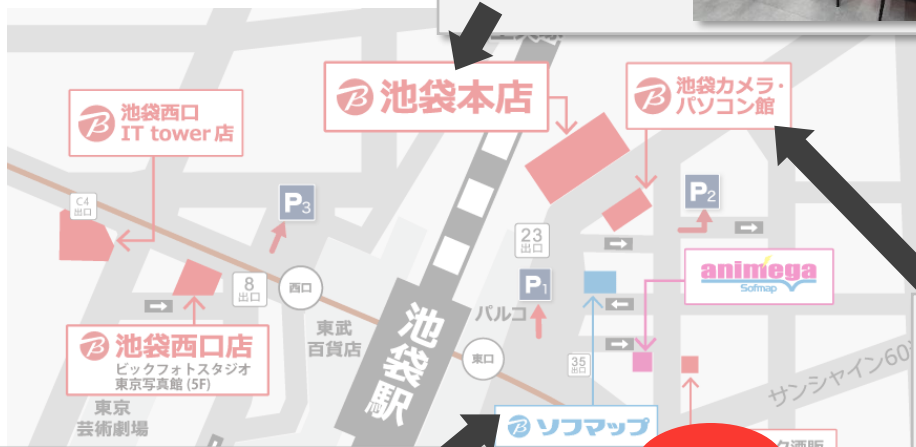 池袋本店
池袋カメラ・
パソコン館
池袋西口
IT tower店
C4
出口
P3
P2
23
出口
animega
Sofmap
8
出口
西口
P1
パルコ
池袋西口店
ビックフォトスタジオ
東京写真館(5F)
東武
百貨店
池袋駅
東口
35
出口
サンシャイン60
東京
芸術劇場
ソフマップ